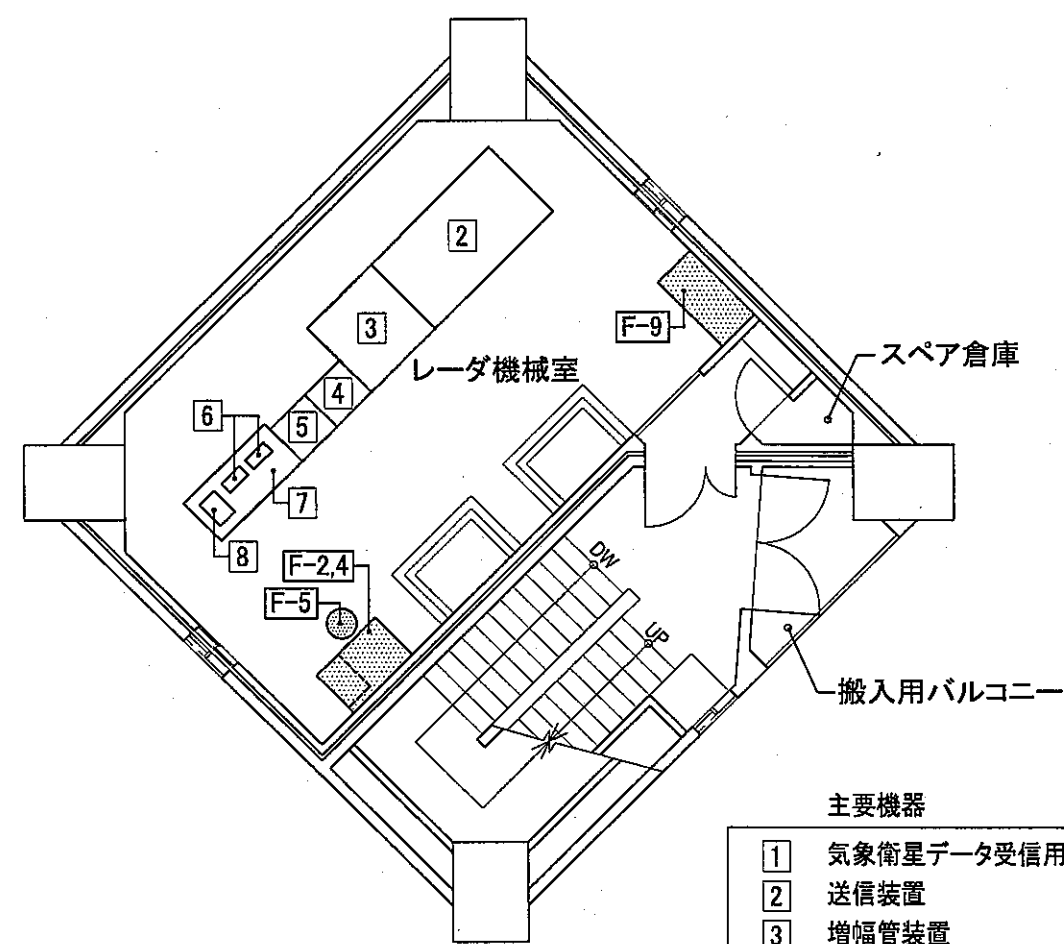 2
3
F-9
スペア倉庫
レーダ機械室
4
6
5
7
8
F-2,4
DW
F-5
UP
搬入用バルコニー
主要機器
1 気象衛星データ受信用
2 送信装置
3 増幅管装置